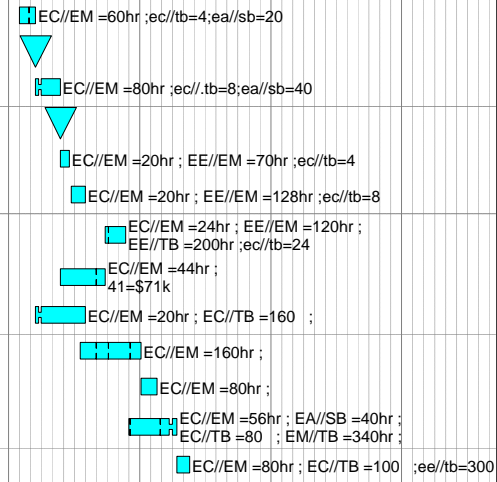 EC//EM =60hr ;ec//tb=4;ea//sb=20
EC//EM =80hr ;ec//.tb=8;ea//sb=40
EC//EM =20hr ; EE//EM =70hr ;ec//tb=4
EC//EM =20hr ; EE//EM =128hr ;ec//tb=8
EC//EM =24hr ; EE//EM =120hr ;
EE//TB =200hr ;ec//tb=24
EC//EM =44hr ;
41=$71k
EC//EM =20hr ; EC//TB =160 ;
EC//EM =160hr ;
EC//EM =80hr ;
EC//EM =56hr ; EA//SB =40hr ;
EC//TB =80 ; EM//TB =340hr ;
EC//EM =80hr ; EC//TB =100 ;ee//tb=300